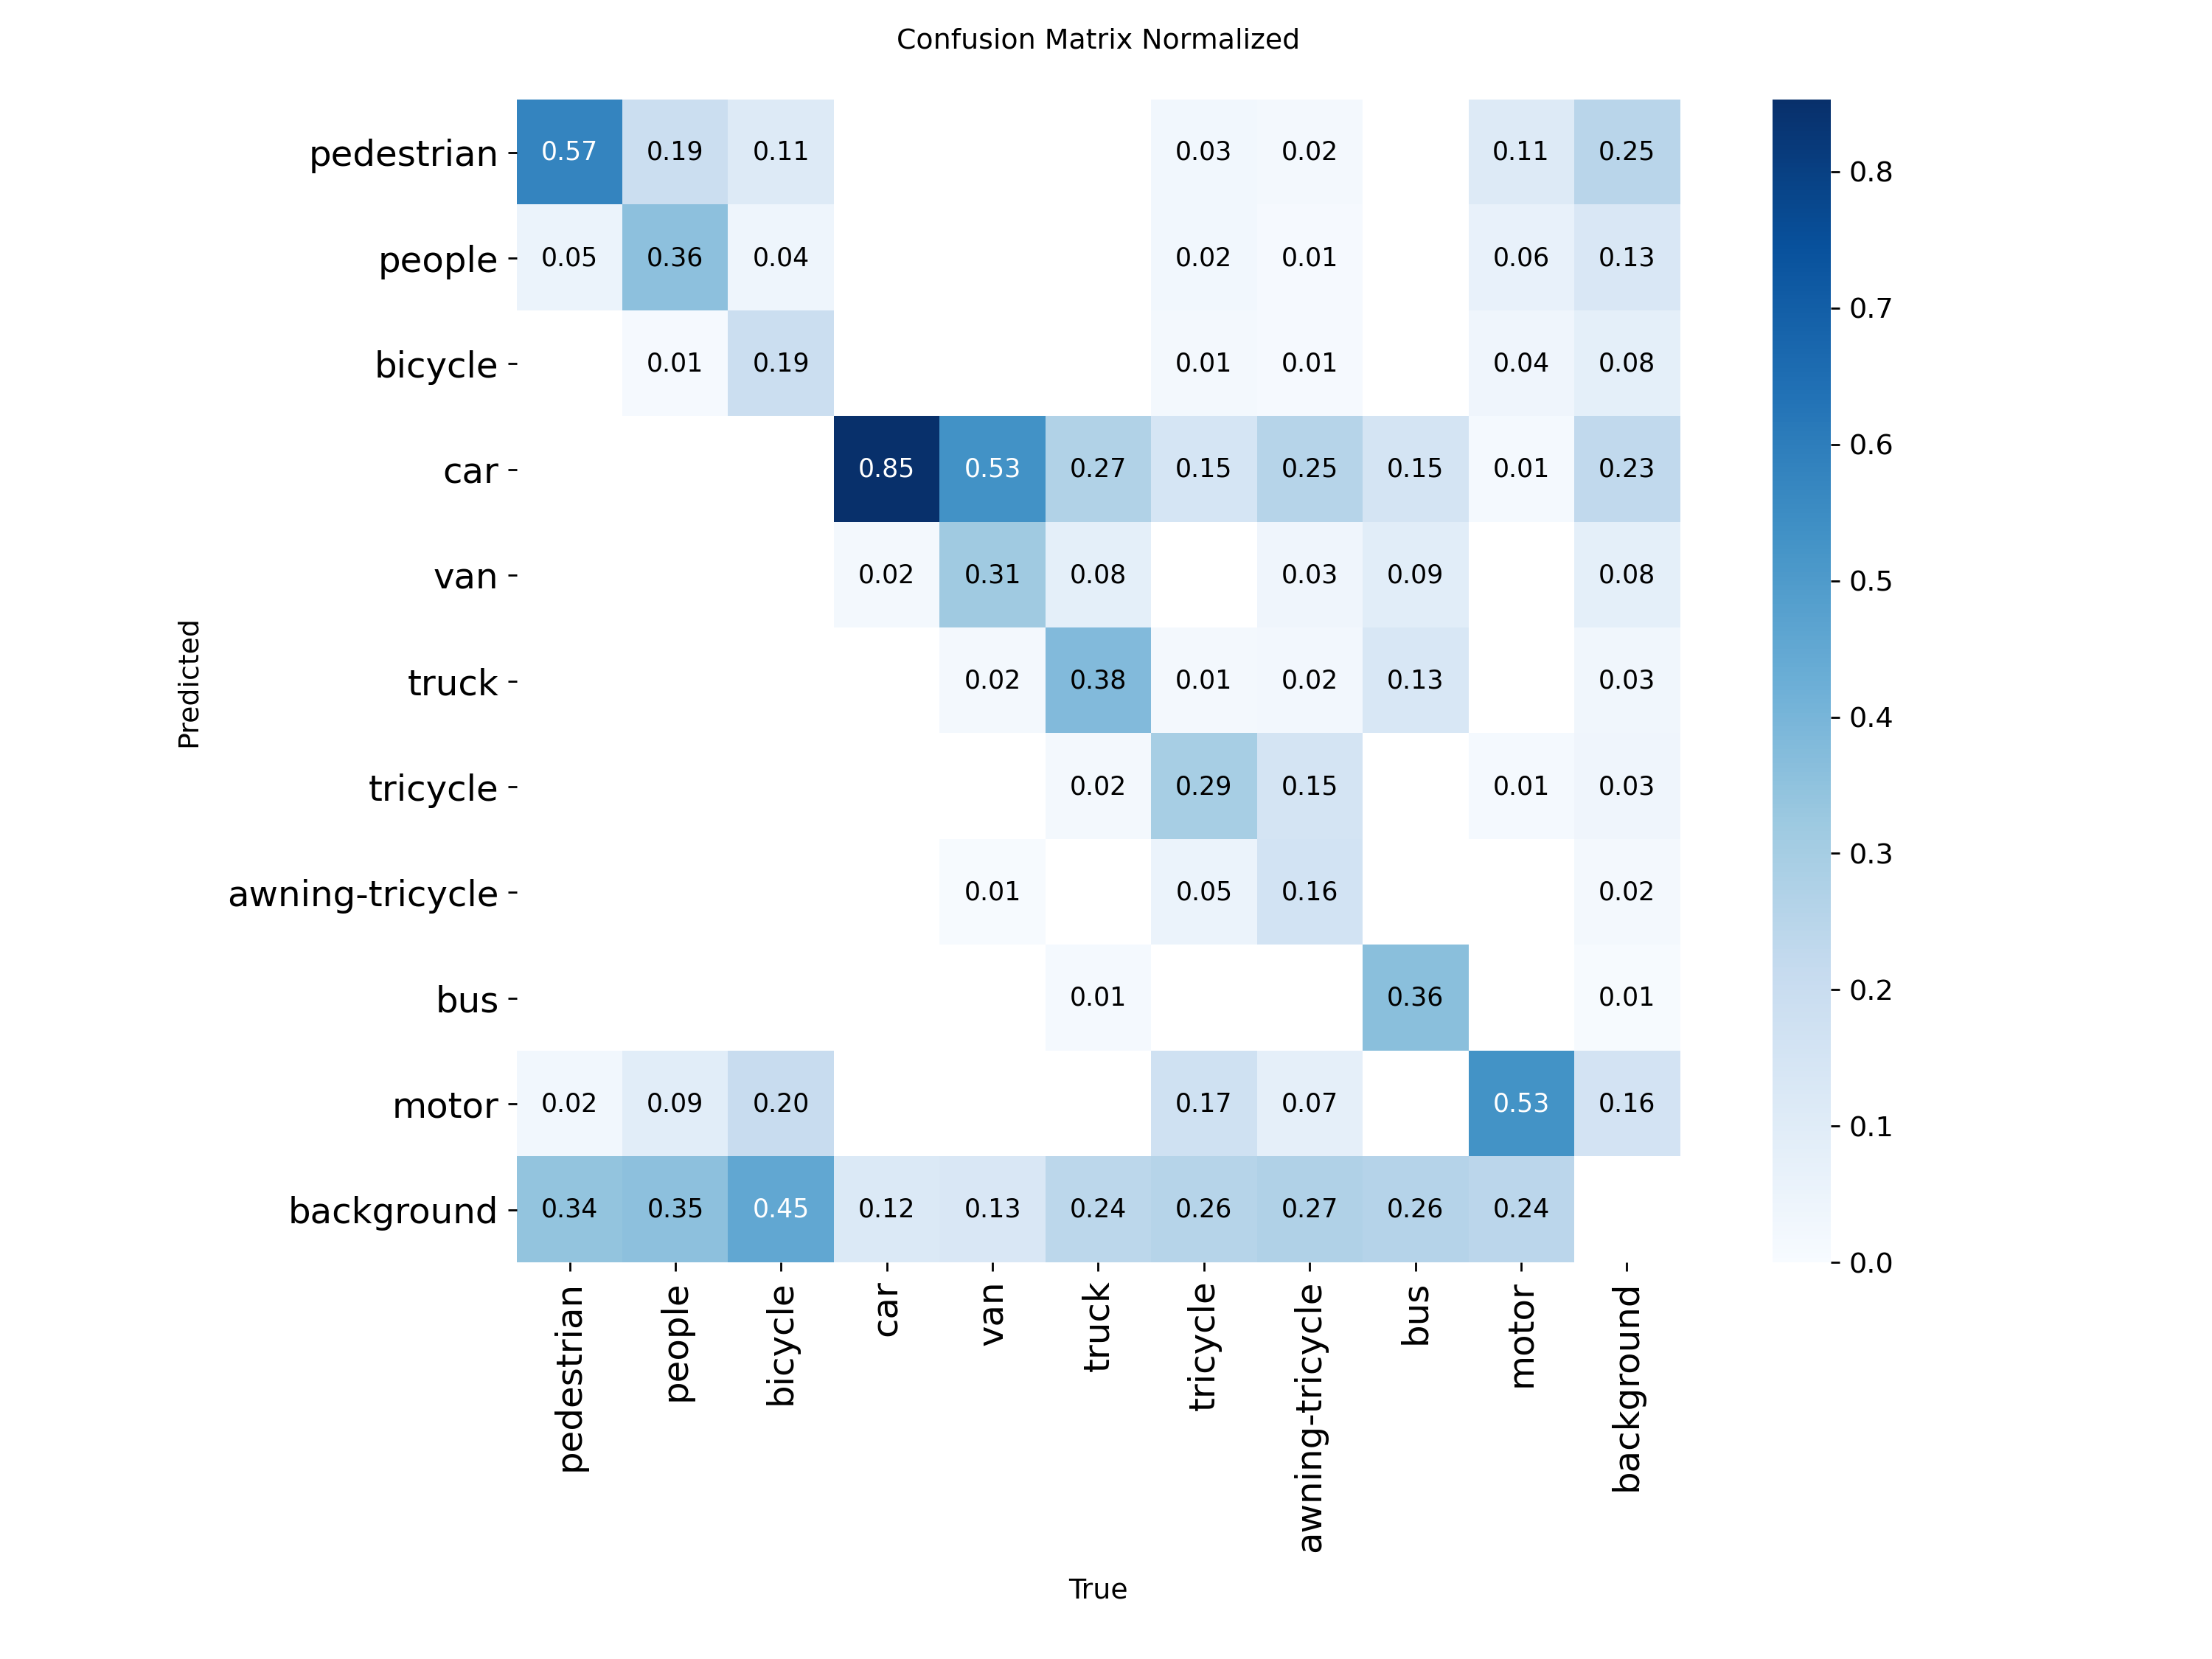 Confusion Matrix Normalized
pedestrian 0.57 0.19 0.11 0.03 0.02 0.11 0.25
people 0.05 0.36 0.04 0.02 0.01 0.06 0.13
bicycle 0.01 0.19 0.01 0.01 0.04 0.08
car 0.85 0.53 0.27 0.15 0.25 0.15 0.01 0.23
van 0.02 0.31 0.08 0.03 0.09 0.08
truck 0.02 0.38 0.01 0.02 0.13 0.03
tricycle 0.02 0.29 0.15 0.01 0.03
awning-tricycle 0.01 0.05 0.16 0.02
bus 0.01 0.36 0.01
motor 0.02 0.09 0.20 0.17 0.07 0.53 0.16
background 0.34 0.35 0.45 0.12 0.13 0.24 0.26 0.27 0.26 0.24
Predicted
pedestrian
people
bicycle
car
van
truck
tricycle
awning-tricycle
bus
motor
background
True
0.8
0.7
0.6
0.5
0.4
0.3
0.2
0.1
0.0